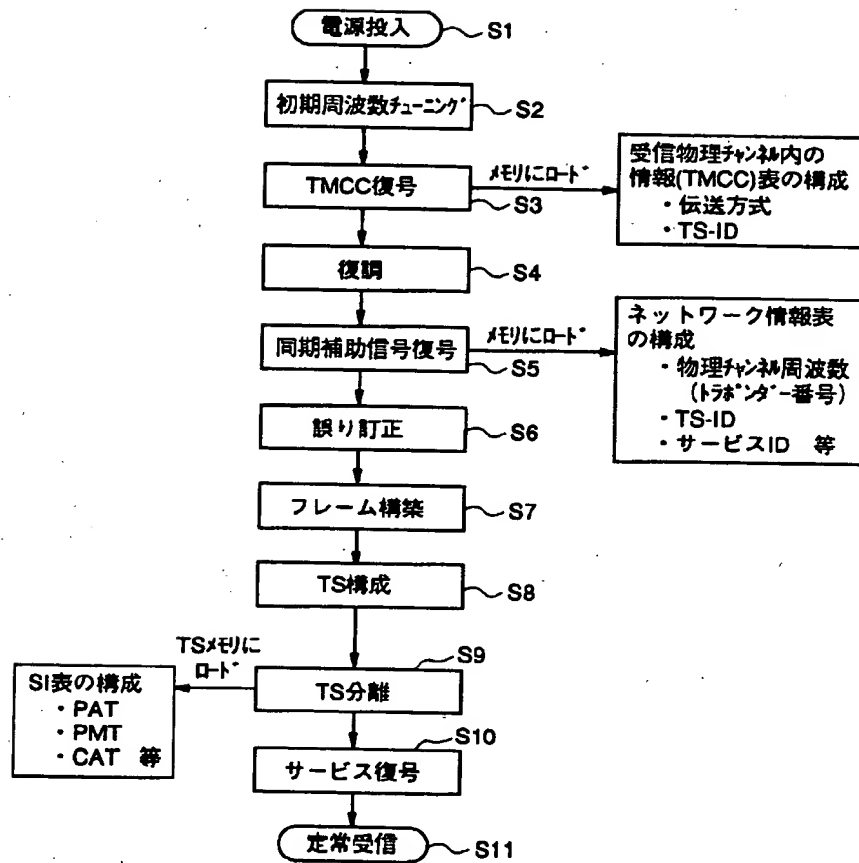 電源投入
S1
初期周波数チューニング
S2
TMCC復号
S3
メモリにロード
受信物理チャンネル内の
情報(TMCC)表の構成
・伝送方式
・TS-ID
復調
S4
同期補助信号復号
S5
メモリにロード
ネットワーク情報表
の構成
・物理チャンネル周波数
(トラポンダー番号)
・TS-ID
・サービスID 等
誤り訂正
S6
フレーム構築
S7
TS構成
S8
TSメモリに
ロード
S9
TS分離
SI表の構成
・PAT
・PMT
・CAT 等
S10
サービス復号
定常受信
S11